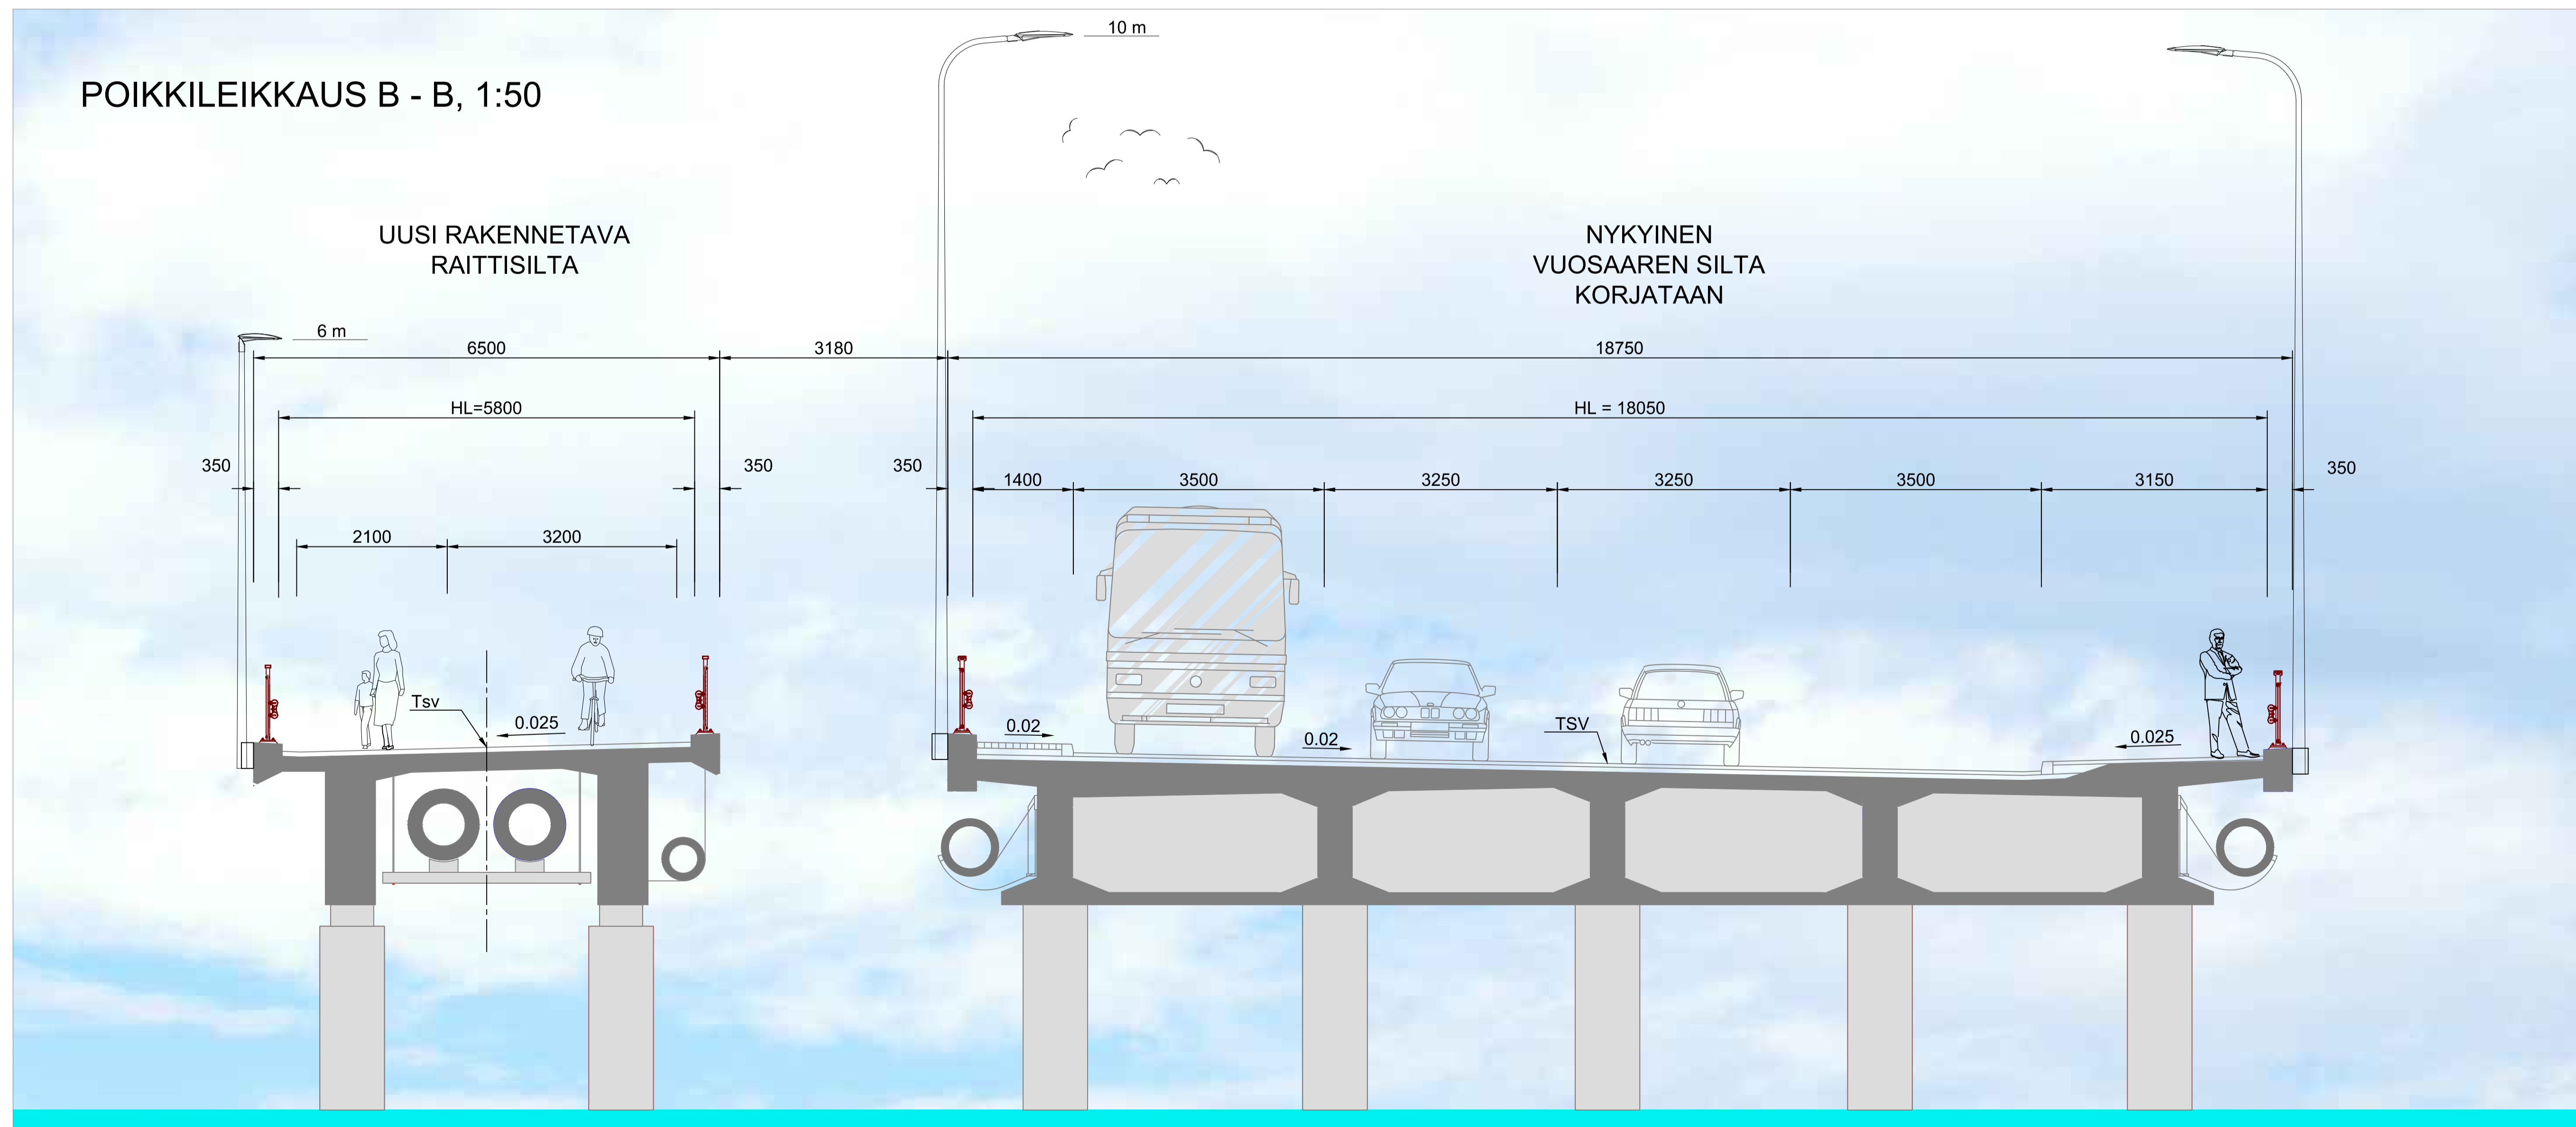 10 m
POIKKILEIKKAUS B - B, 1:50
UUSI RAKENNETAVA
RAITTISILTA
NYKYINEN
VUOSAAREN SILTA
KORJATAAN
6 m
6500
3180
18750
HL=5800
HL = 18050
350
350
350
350
1400
3500
3250
3250
3500
3150
2100
3200
Tsv
0.025
0.02
0.02
TSV
0.025